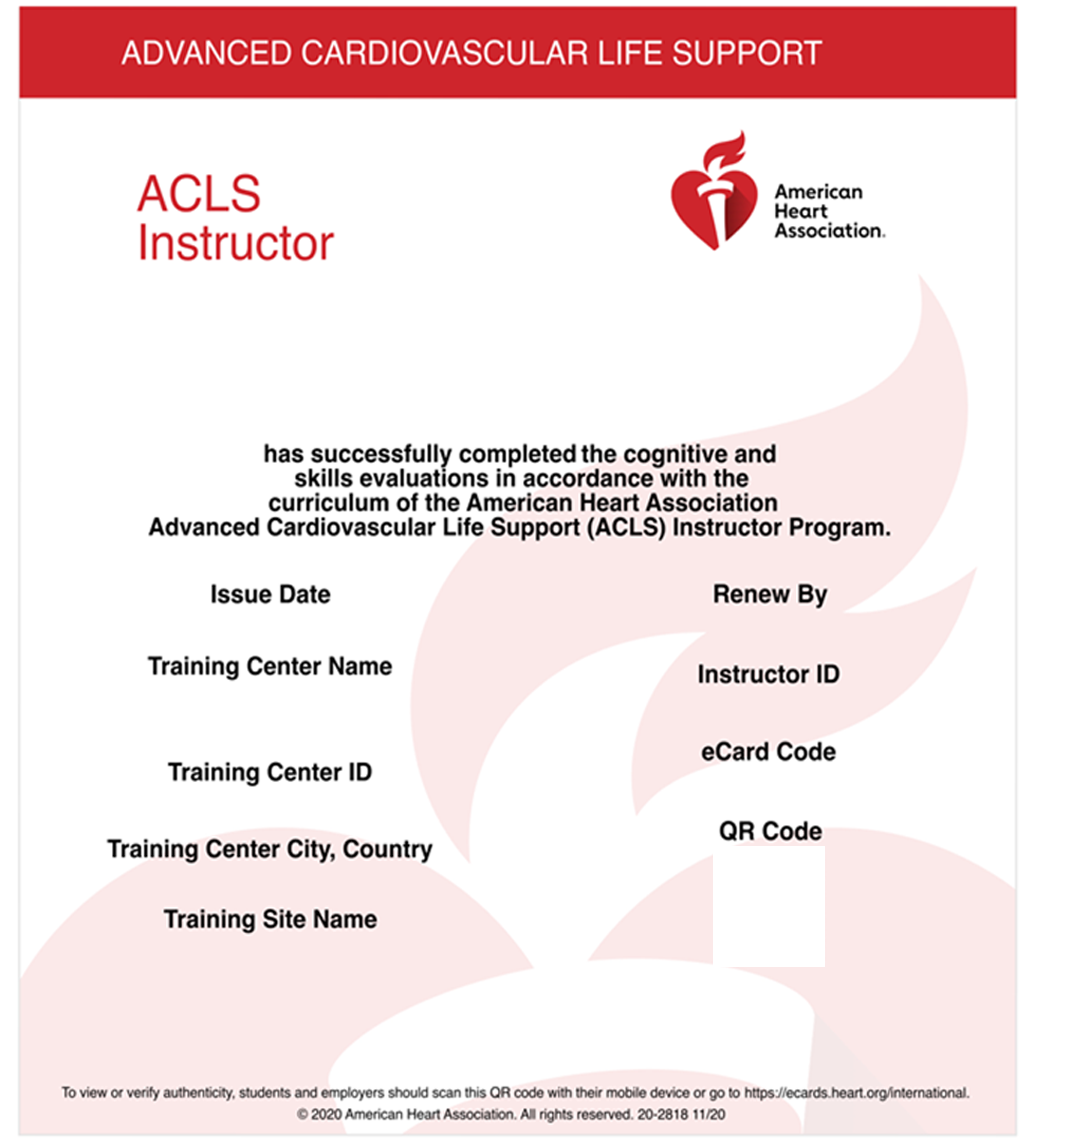 ADVANCED CARDIOVASCULAR LIFE SUPPORT
ACLS
Instructor
American
Heart
Association.
has successfully completed the cognitive and
skills evaluations in accordance with the
curriculum of the American Heart Association
Advanced Cardiovascular Life Support (ACLS) Instructor Program.
Issue Date
Renew By
Training Center Name
Instructor ID
Training Center ID
eCard Code
Training Center City, Country
QR Code
Training Site Name
To view or verify authenticity, students and employers should scan this QR code with their mobile device or go to https://ecards.heart.org/international.
© 2020 American Heart Association. All rights reserved. 20-2818 11/20